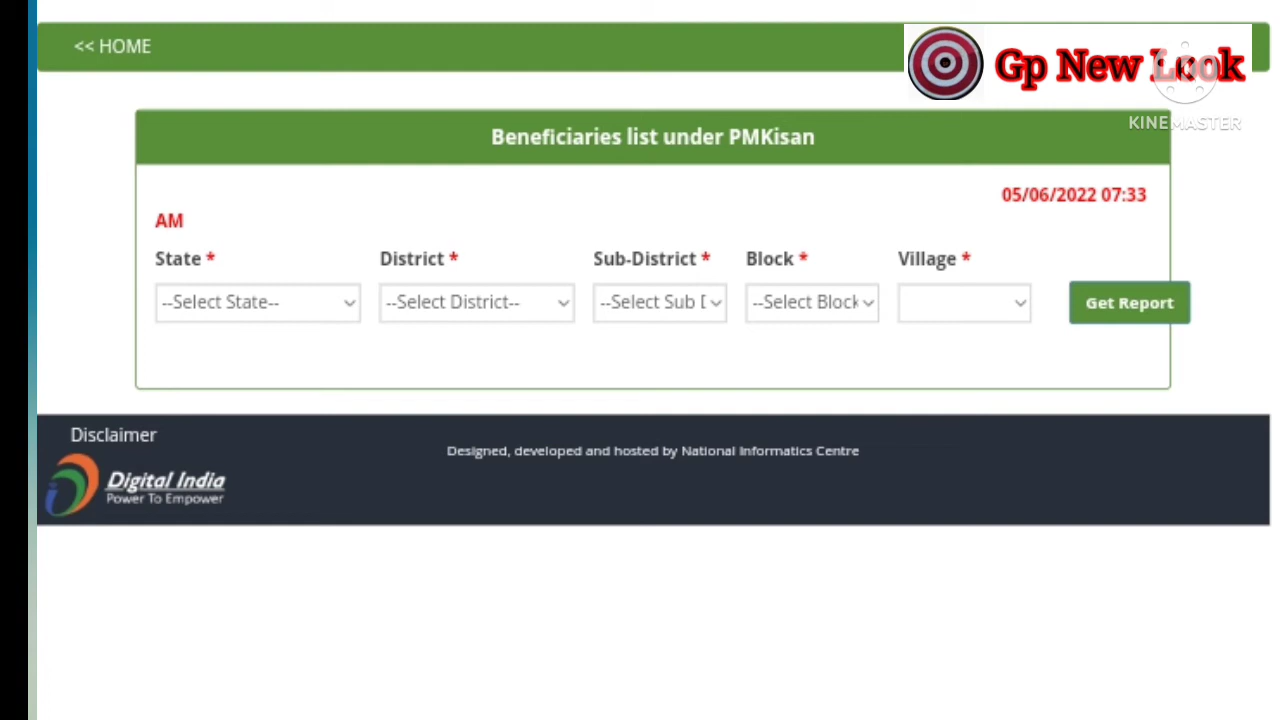 << HOME
Gp New Look
KINEMASTER
Beneficiaries list under PMKisan
05/06/2022 07:33
AM
State * District * Sub-District * Block * Village *
--Select State-- --Select District-- --Select Sub D --Select Block Get Report
Disclaimer
Designed, developed and hosted by National Informatics Centre
Digital India
Power To Empower